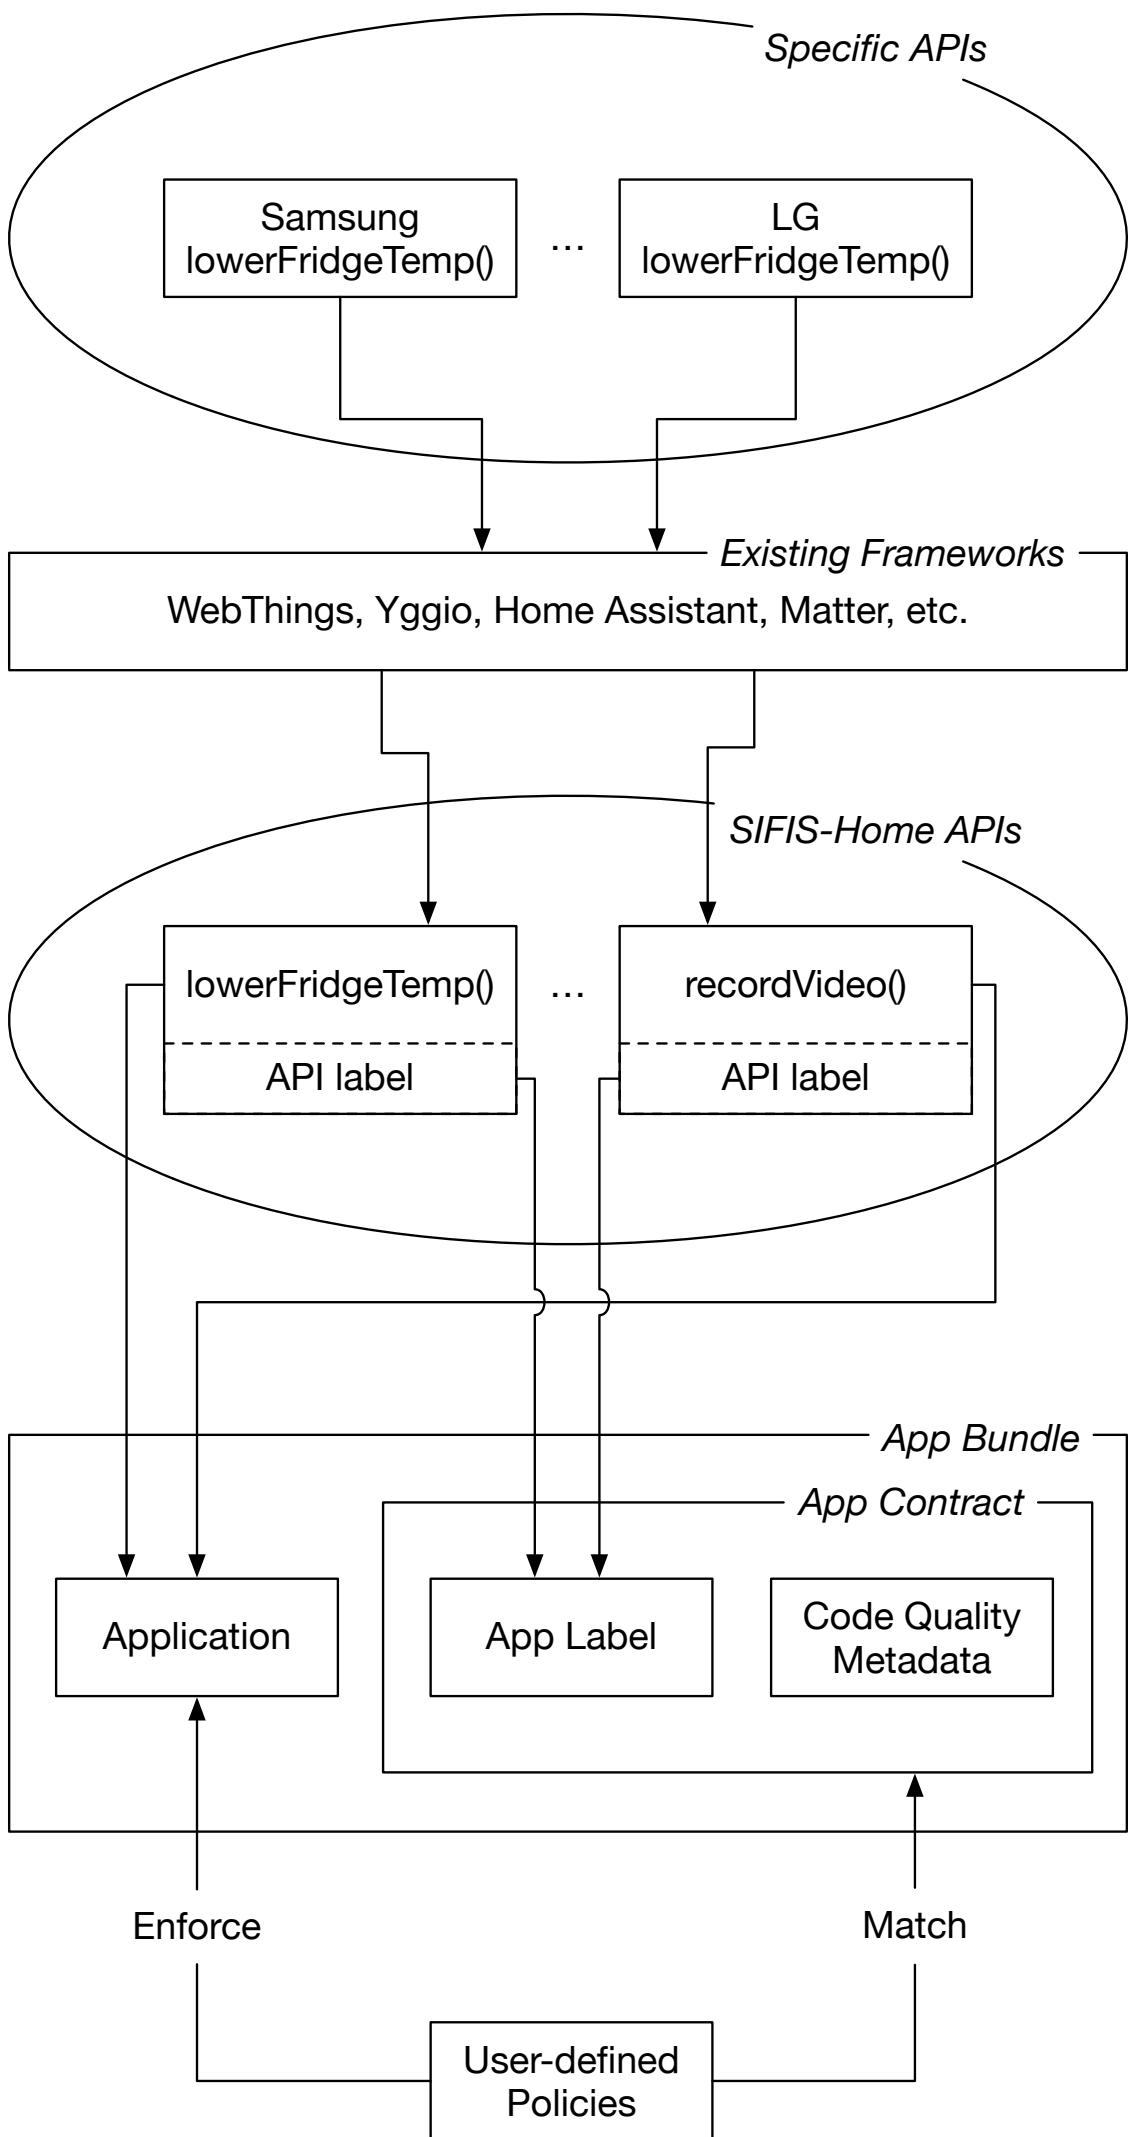 Specific APIs
Samsung
lowerFridgeTemp()
...
LG
lowerFridgeTemp()
Existing Frameworks
WebThings, Yggio, Home Assistant, Matter, etc.
SIFIS-Home APIs
lowerFridgeTemp()
API label
...
recordVideo()
API label
App Bundle
App Contract
Application
App Label
Code Quality
Metadata
Enforce
Match
User-defined
Policies